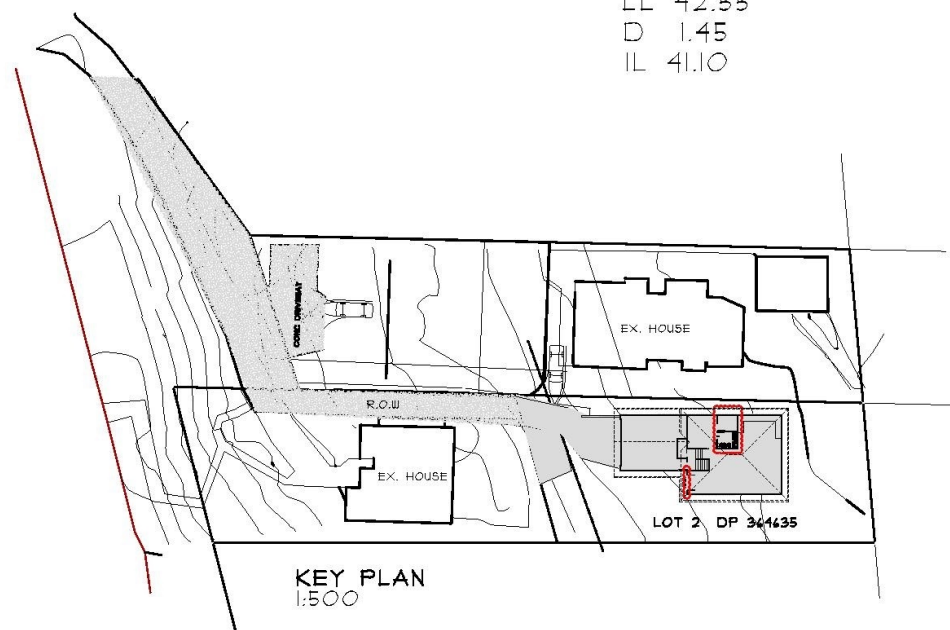 LL 42.55
D 1.45
IL 41.10
CONC DRIVEWAY
EX. HOUSE
R.O.W
EX. HOUSE
LOT 2 DP 364635
KEY PLAN
1:500